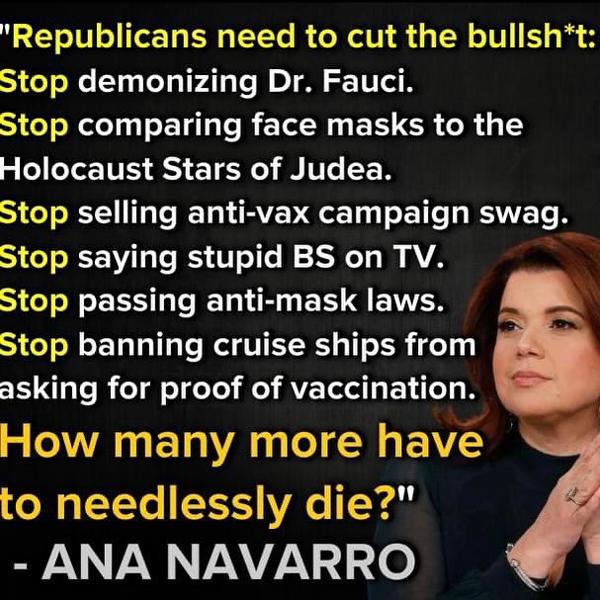 "Republicans need to cut the bullsh*t:
Stop demonizing Dr. Fauci.
Stop comparing face masks to the
Holocaust Stars of Judea.
Stop selling anti-vax campaign swag.
Stop saying stupid BS on TV.
Stop passing anti-mask laws.
Stop banning cruise ships from
asking for proof of vaccination.
How many more have
to needlessly die?"
- ANA NAVARRO